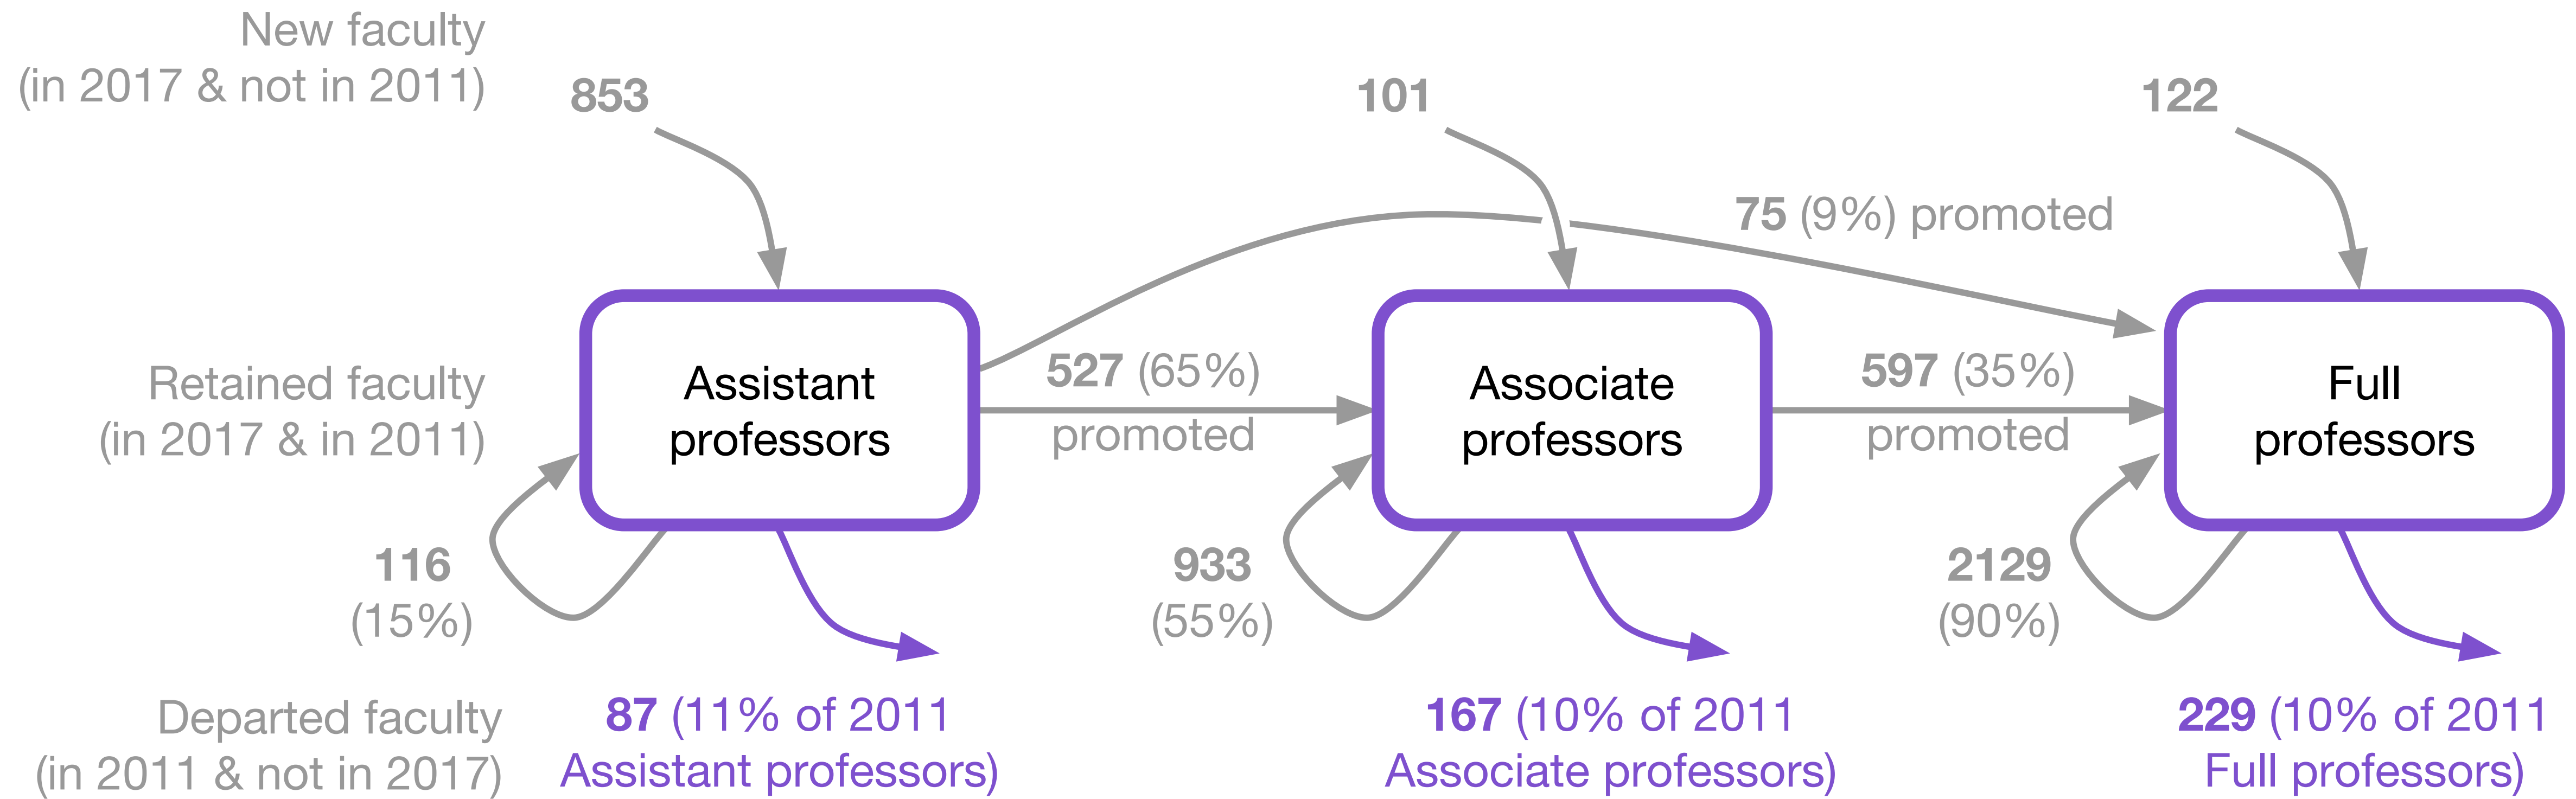 New faculty
(in 2017 & not in 2011)
853
101
122
75 (9%) promoted
Retained faculty
(in 2017 & in 2011)
Assistant
professors
527 (65%)
promoted
Associate
professors
597 (35%)
promoted
Full
professors
116
(15%)
933
(55%)
2129
(90%)
Departed faculty
(in 2011 & not in 2017)
87 (11% of 2011
Assistant professors)
167 (10% of 2011
Associate professors)
229 (10% of 2011
Full professors)